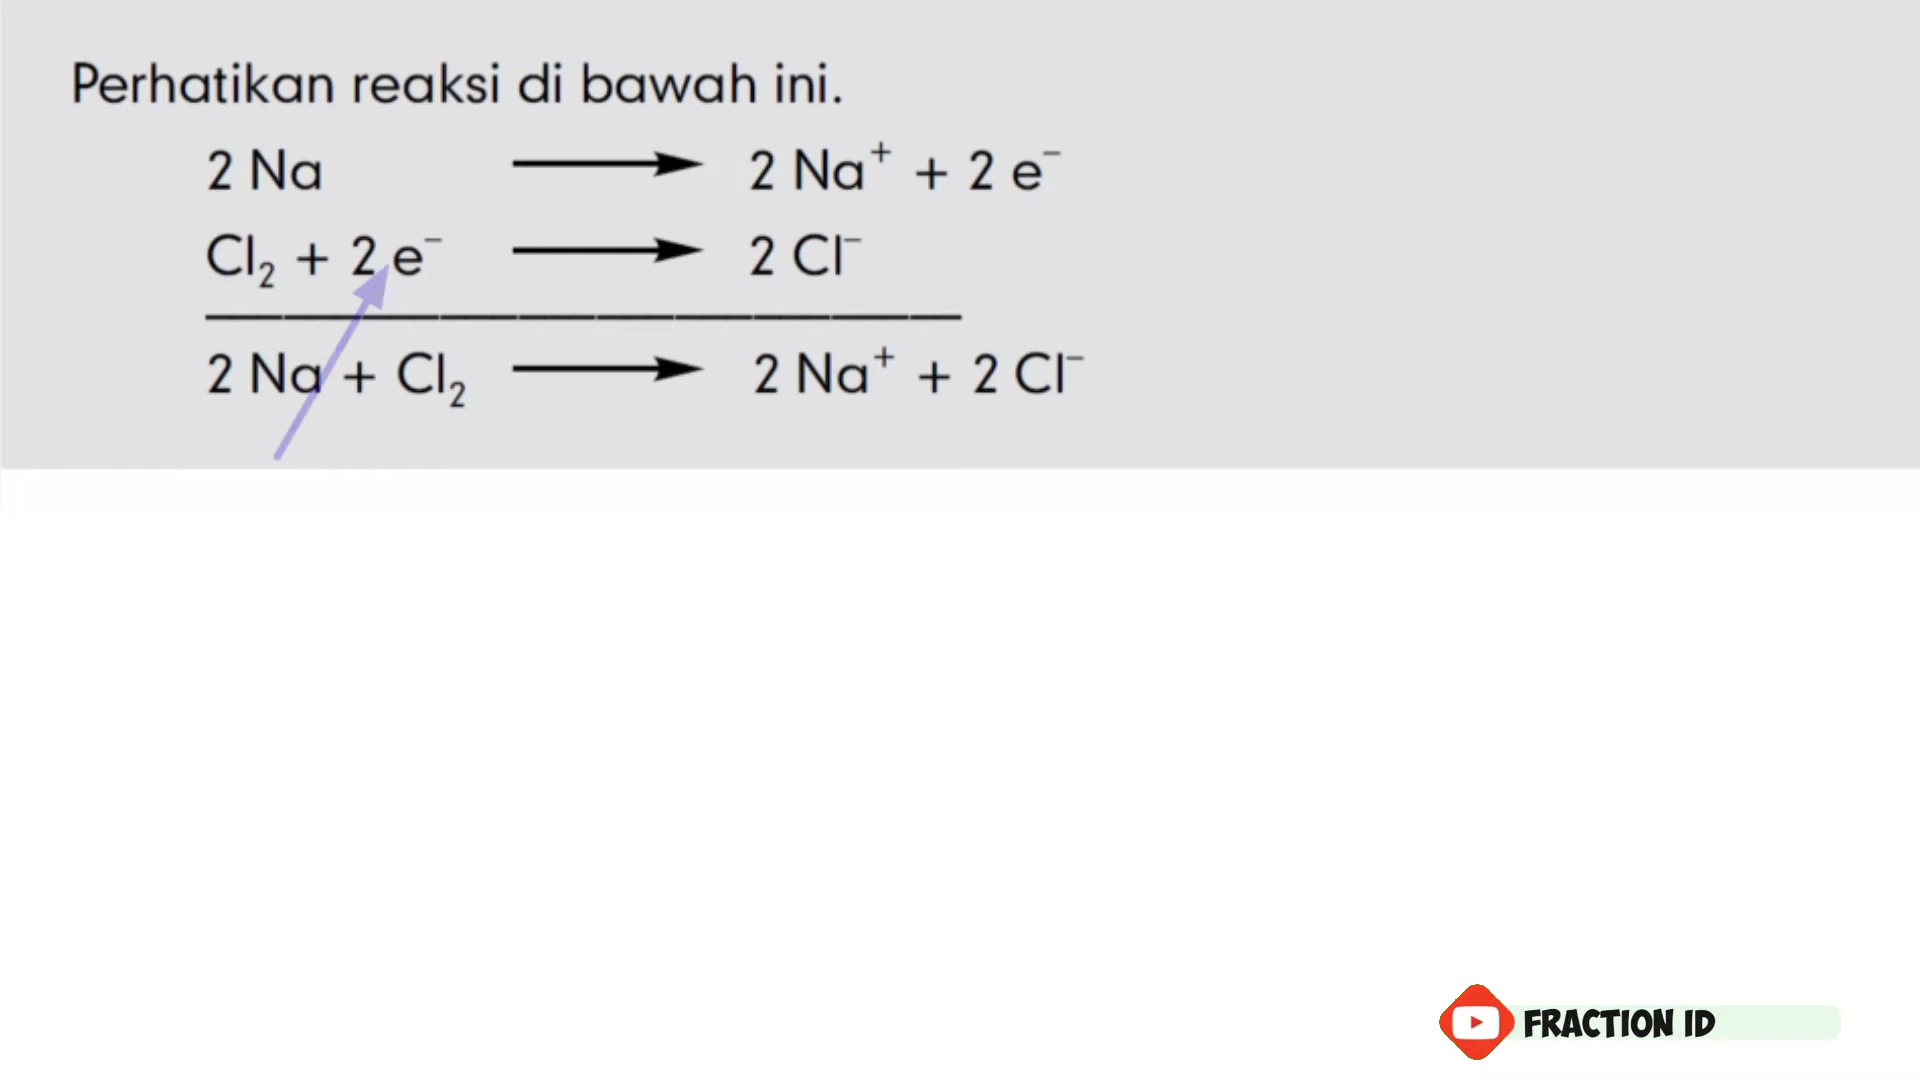 Perhatikan reaksi di bawah ini.
2 Na ⟶ 2 Na⁺ + 2 e⁻
Cl₂ + 2 e⁻ ⟶ 2 Cl⁻
2 Na + Cl₂ ⟶ 2 Na⁺ + 2 Cl⁻
FRACTION ID